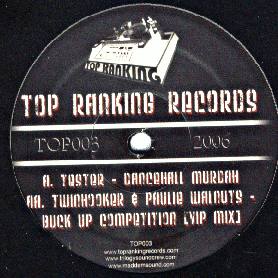 TOP RANKING
TOP RANKING RECORDS
TOP003 2006
A. TESTER - DANCEHALL MURDAH
AA. TWINHOOKER & PAULIE WALNUTS -
BUCK UP COMPETITION (VIP MIX)
TOP003
www.toprankingrecords.com
www.trilogysoundcrew.com
www.maddemsound.com